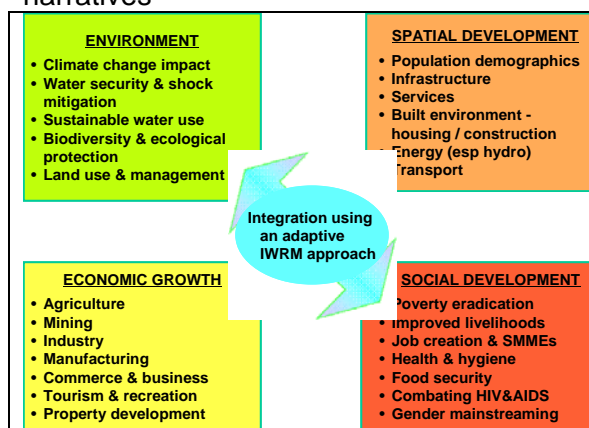 narratives
ENVIRONMENT
• Climate change impact
• Water security & shock
mitigation
• Sustainable water use
• Biodiversity & ecological
protection
• Land use & management
SPATIAL DEVELOPMENT
• Population demographics
• Infrastructure
• Services
• Built environment -
housing / construction
• Energy (esp hydro)
Transport
Integration using
an adaptive
IWRM approach
ECONOMIC GROWTH
• Agriculture
• Mining
• Industry
• Manufacturing
• Commerce & business
• Tourism & recreation
• Property development
SOCIAL DEVELOPMENT
• Poverty eradication
• Improved livelihoods
• Job creation & SMMEs
• Health & hygiene
• Food security
• Combating HIV&AIDS
• Gender mainstreaming